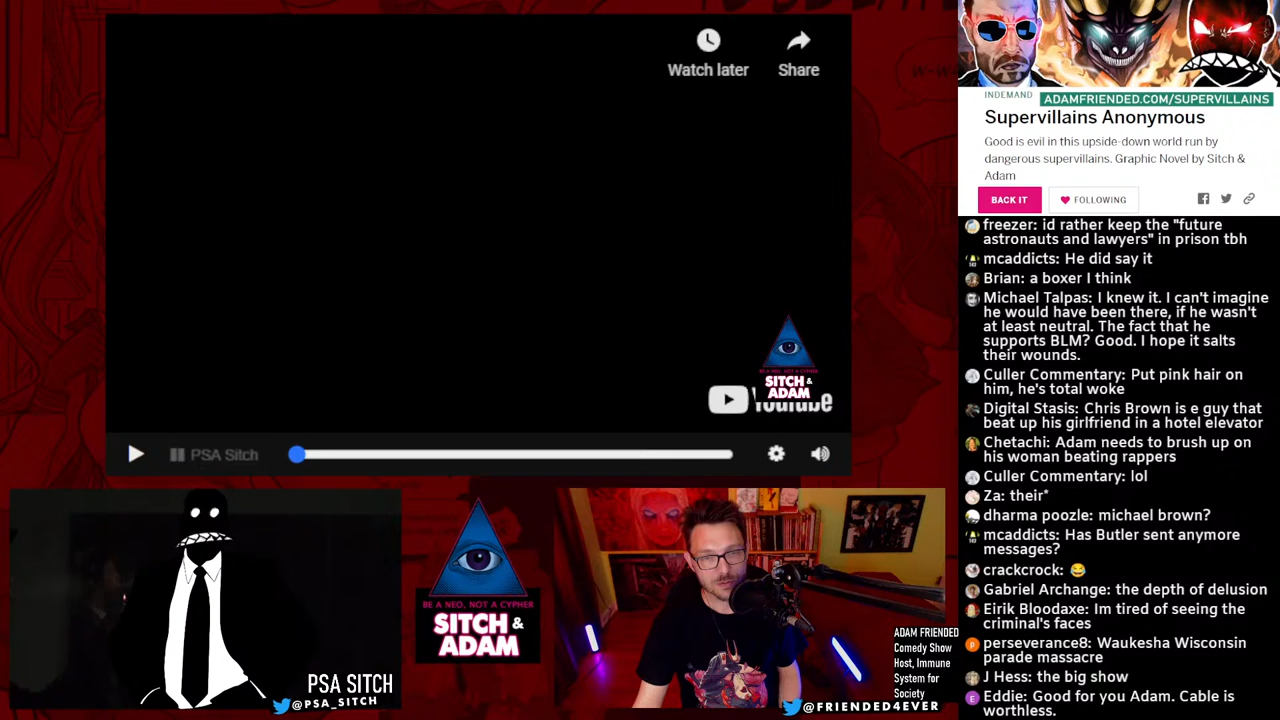 Watch later
Share
YouTube
BE A NEO, NOT A CYPHER
SITCH &
ADAM
PSA Sitch
PSA SITCH
@PSA_SITCH
BE A NEO, NOT A CYPHER
SITCH &
ADAM
ADAM FRIENDED
Comedy Show
Host, Immune
System for
Society
@FRIENDED4EVER
INDEMAND
ADAMFRIENDED.COM/SUPERVILLAINS
Supervillains Anonymous
Good is evil in this upside-down world run by
dangerous supervillains. Graphic Novel by Sitch &
Adam
BACK IT
FOLLOWING
freezer: id rather keep the "future
astronauts and lawyers" in prison tbh
mcaddicts: He did say it
Brian: a boxer I think
Michael Talpas: I knew it. I can't imagine
he would have been there, if he wasn't
at least neutral. The fact that he
supports BLM? Good. I hope it salts
their wounds.
Culler Commentary: Put pink hair on
him, he's total woke
Digital Stasis: Chris Brown is e guy that
beat up his girlfriend in a hotel elevator
Chetachi: Adam needs to brush up on
his woman beating rappers
Culler Commentary: lol
Za: their*
dharma poozle: michael brown?
mcaddicts: Has Butler sent anymore
messages?
crackcrock: 😂
Gabriel Archange: the depth of delusion
Eirik Bloodaxe: Im tired of seeing the
criminal's faces
perseverance8: Waukesha Wisconsin
parade massacre
J Hess: the big show
Eddie: Good for you Adam. Cable is
worthless.